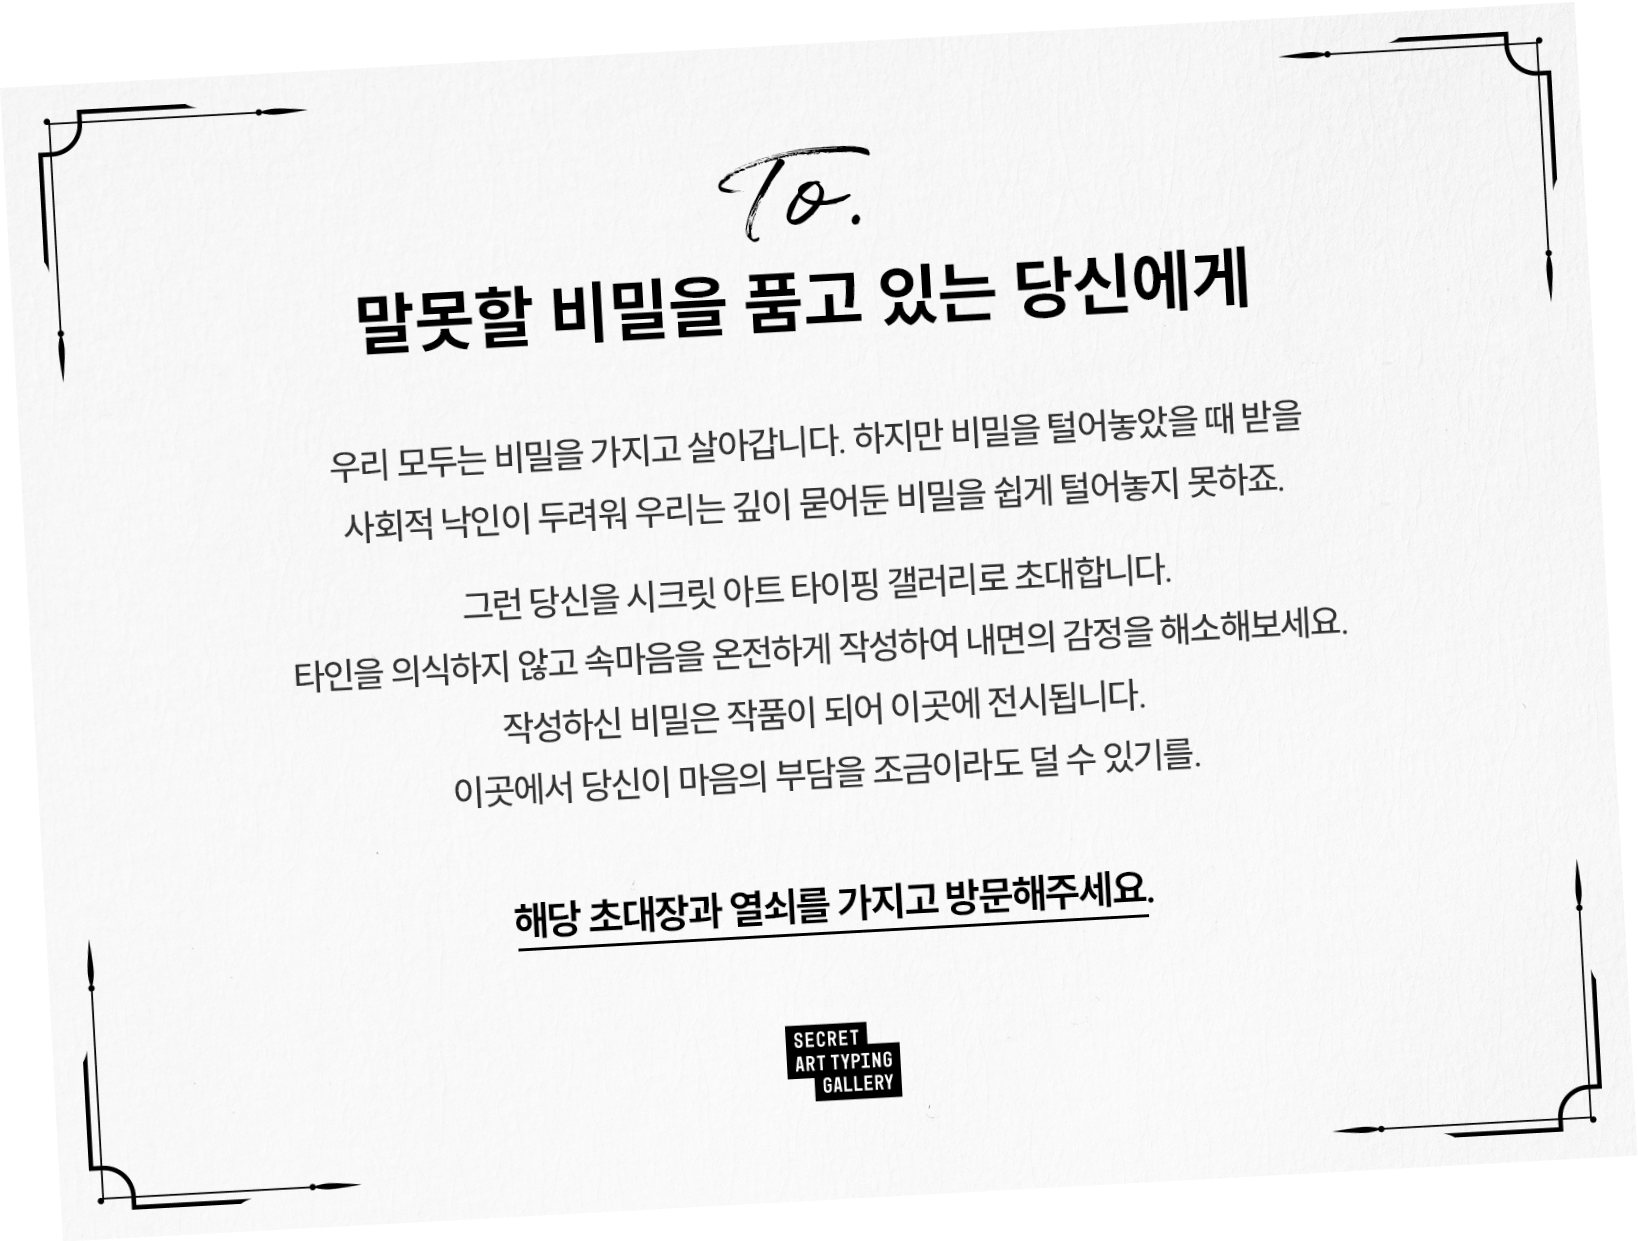 To.
말못할 비밀을 품고 있는 당신에게
우리 모두는 비밀을 가지고 살아갑니다. 하지만 비밀을 털어놓았을 때 받을
사회적 낙인이 두려워 우리는 깊이 묻어둔 비밀을 쉽게 털어놓지 못하죠.
그런 당신을 시크릿 아트 타이핑 갤러리로 초대합니다.
타인을 의식하지 않고 속마음을 온전하게 작성하여 내면의 감정을 해소해보세요.
작성하신 비밀은 작품이 되어 이곳에 전시됩니다.
이곳에서 당신이 마음의 부담을 조금이라도 덜 수 있기를.
해당 초대장과 열쇠를 가지고 방문해주세요.
SECRET
ART TYPING
GALLERY